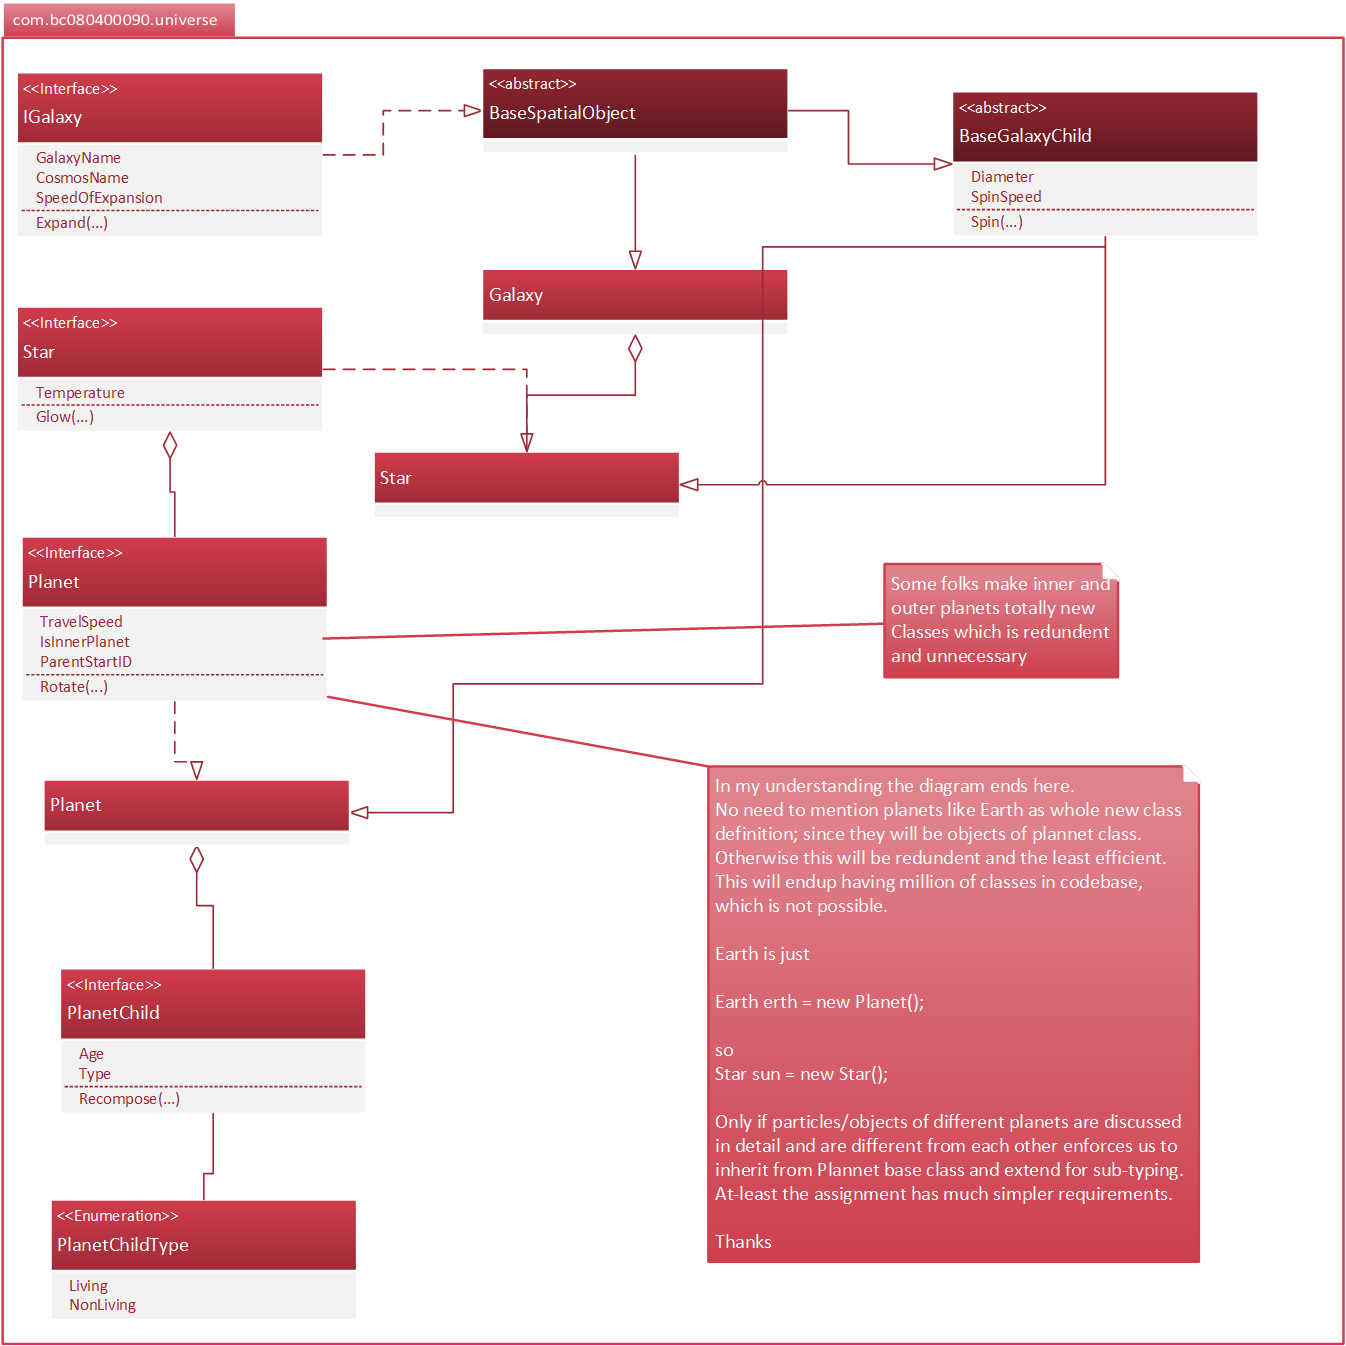 com.bc080400090.universe
<<Interface>>
IGalaxy
GalaxyName
CosmosName
SpeedOfExpansion
Expand(...)
<<abstract>>
BaseSpatialObject
<<abstract>>
BaseGalaxyChild
Diameter
SpinSpeed
Spin(...)
Galaxy
<<Interface>>
Star
Temperature
Glow(...)
Star
<<Interface>>
Planet
TravelSpeed
IsInnerPlanet
ParentStartID
Rotate(...)
Some folks make inner and
outer planets totally new
Classes which is redundent
and unnecessary
Planet
In my understanding the diagram ends here.
No need to mention planets like Earth as whole new class
definition; since they will be objects of plannet class.
Otherwise this will be redundent and the least efficient.
This will endup having million of classes in codebase,
which is not possible.
Earth is just
Earth erth = new Planet();
so
Star sun = new Star();
Only if particles/objects of different planets are discussed
in detail and are different from each other enforces us to
inherit from Plannet base class and extend for sub-typing.
At-least the assignment has much simpler requirements.
Thanks
<<Interface>>
PlanetChild
Age
Type
Recompose(...)
<<Enumeration>>
PlanetChildType
Living
NonLiving